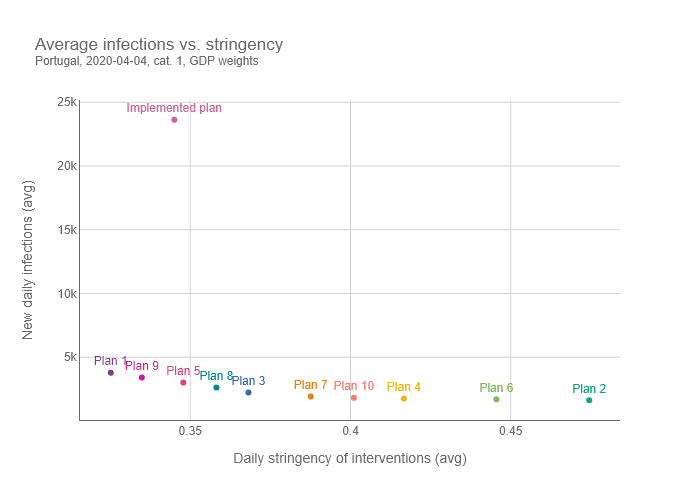 Average infections vs. stringency
Portugal, 2020-04-04, cat. 1, GDP weights
25k
Implemented plan
20k
15k
10k
5k
Plan 1
Plan 9
Plan 5
Plan 8
Plan 3
Plan 7
Plan 10
Plan 4
Plan 6
Plan 2
0.35
0.4
0.45
New daily infections (avg)
Daily stringency of interventions (avg)